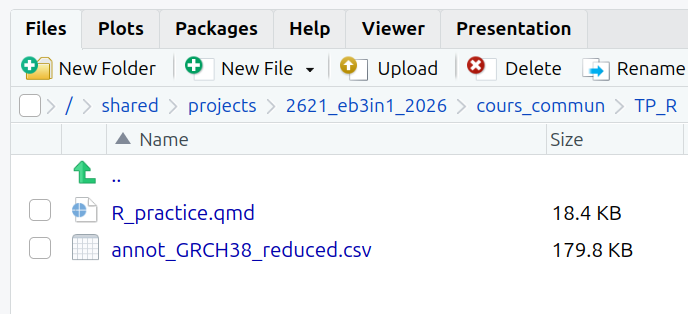 Files Plots Packages Help Viewer Presentation
New Folder New File Upload Delete Rename
/ shared projects 2621_eb3in1_2026 cours_commun TP_R
Name Size
..
R_practice.qmd 18.4 KB
annot_GRCH38_reduced.csv 179.8 KB